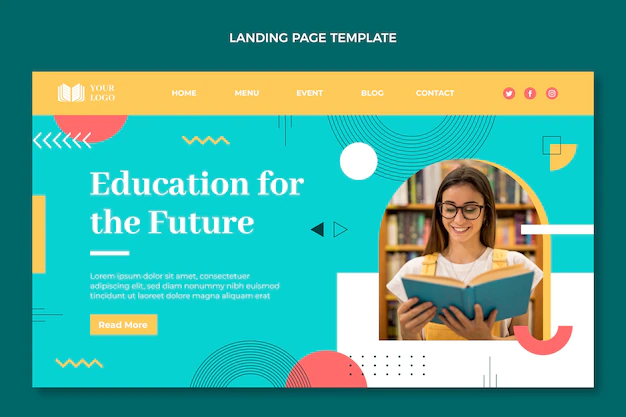 LANDING PAGE TEMPLATE
YOUR
LOGO
HOME MENU EVENT BLOG CONTACT
Education for
the Future
Lorem ipsum dolor sit amet, consectetuer
adipiscing elit, sed diam nonummy nibh
euismod tincidunt ut laoreet dolore magna
aliquam erat
Read More